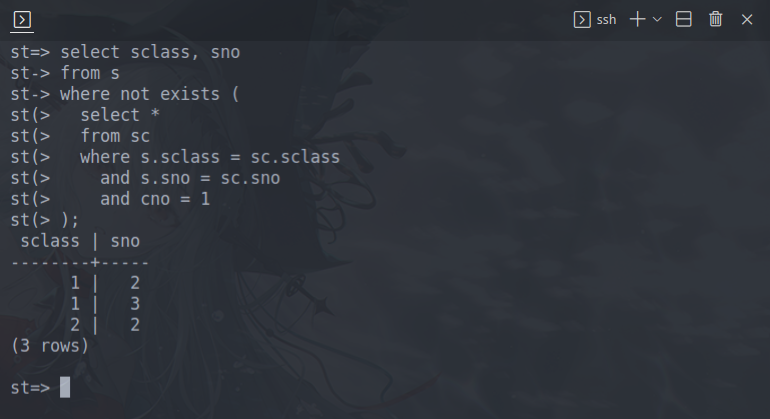 ssh
st=> select sclass, sno
st-> from s
st-> where not exists (
st(>   select *
st(>   from sc
st(>   where s.sclass = sc.sclass
st(>     and s.sno = sc.sno
st(>     and cno = 1
st(> );
 sclass | sno
--------+-----
      1 |   2
      1 |   3
      2 |   2
(3 rows)
st=>